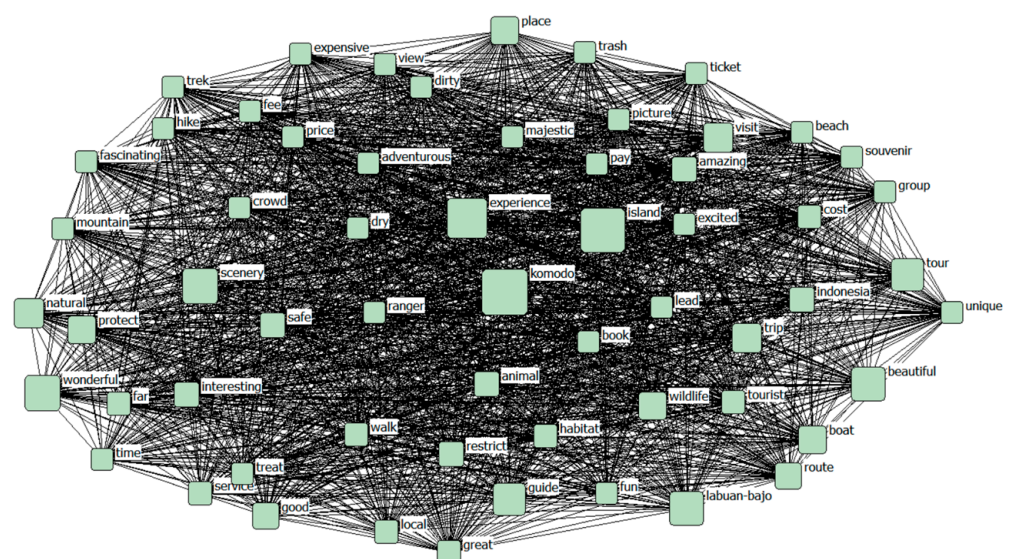 place
expensive
trash
view
ticket
trek
dirty
fee
picture
hike
price
majestic
visit
beach
fascinating
adventurous
pay
amazing
souvenir
group
crowd
experience
island
cost
mountain
dry
excited
tour
scenery
komodo
natural
ranger
lead
indonesia
unique
protect
safe
book
trip
wonderful
interesting
animal
beautiful
far
wildlife
tourist
walk
habitat
boat
time
treat
restrict
route
service
guide
fun
labuan-bajo
good
local
great